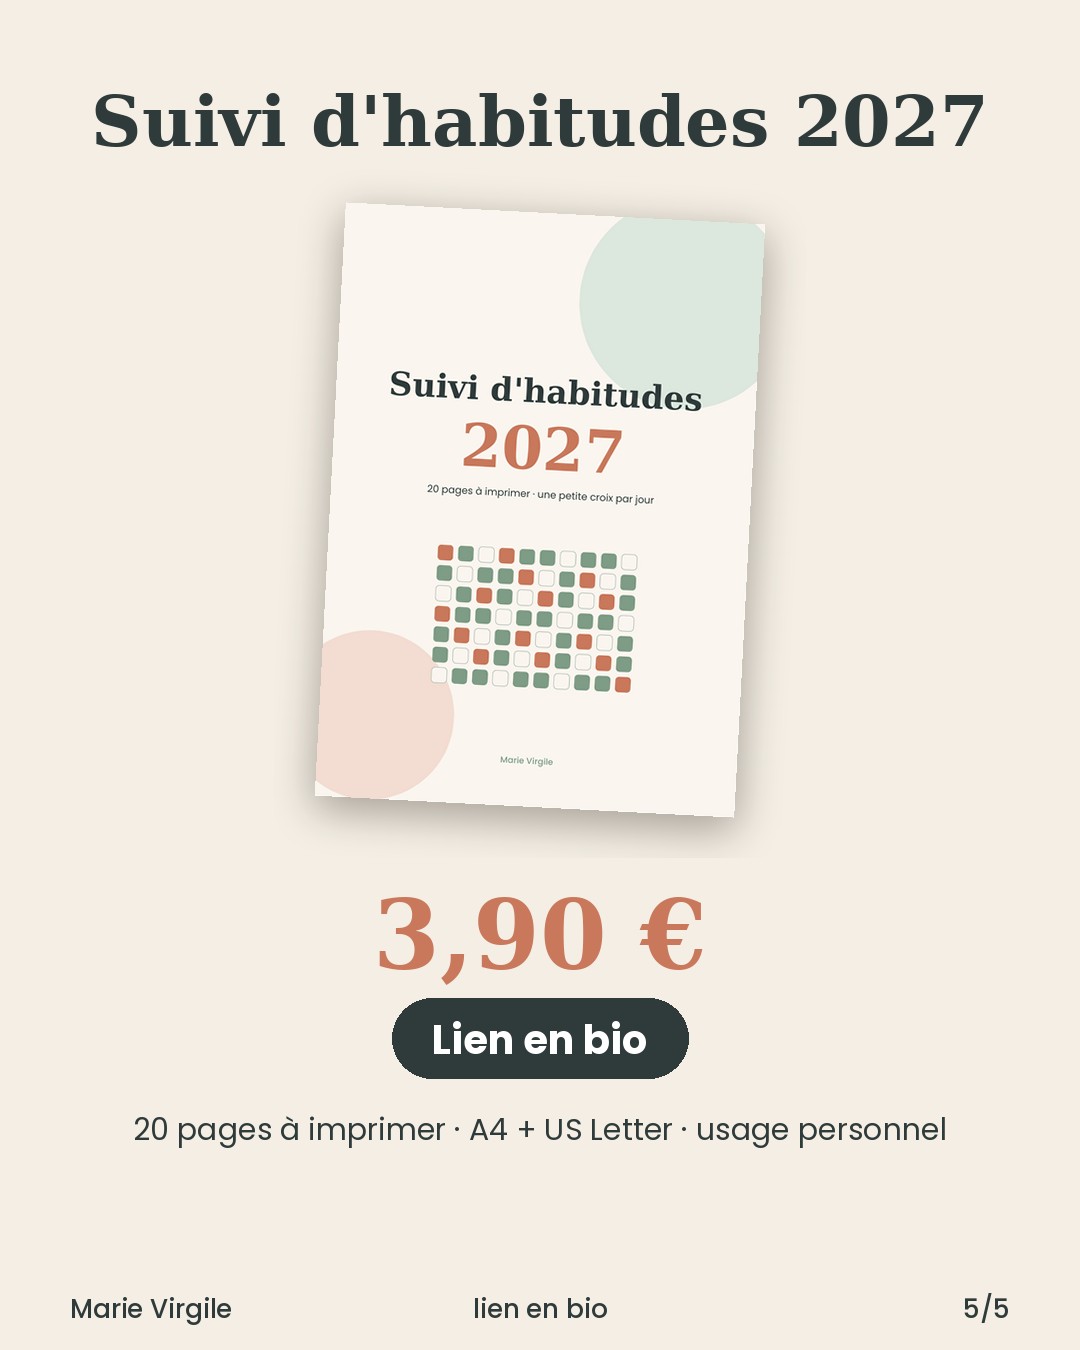 Suivi d'habitudes 2027
Suivi d'habitudes
2027
20 pages à imprimer · une petite croix par jour
Marie Virgile
3,90 €
Lien en bio
20 pages à imprimer · A4 + US Letter · usage personnel
Marie Virgile
lien en bio
5/5